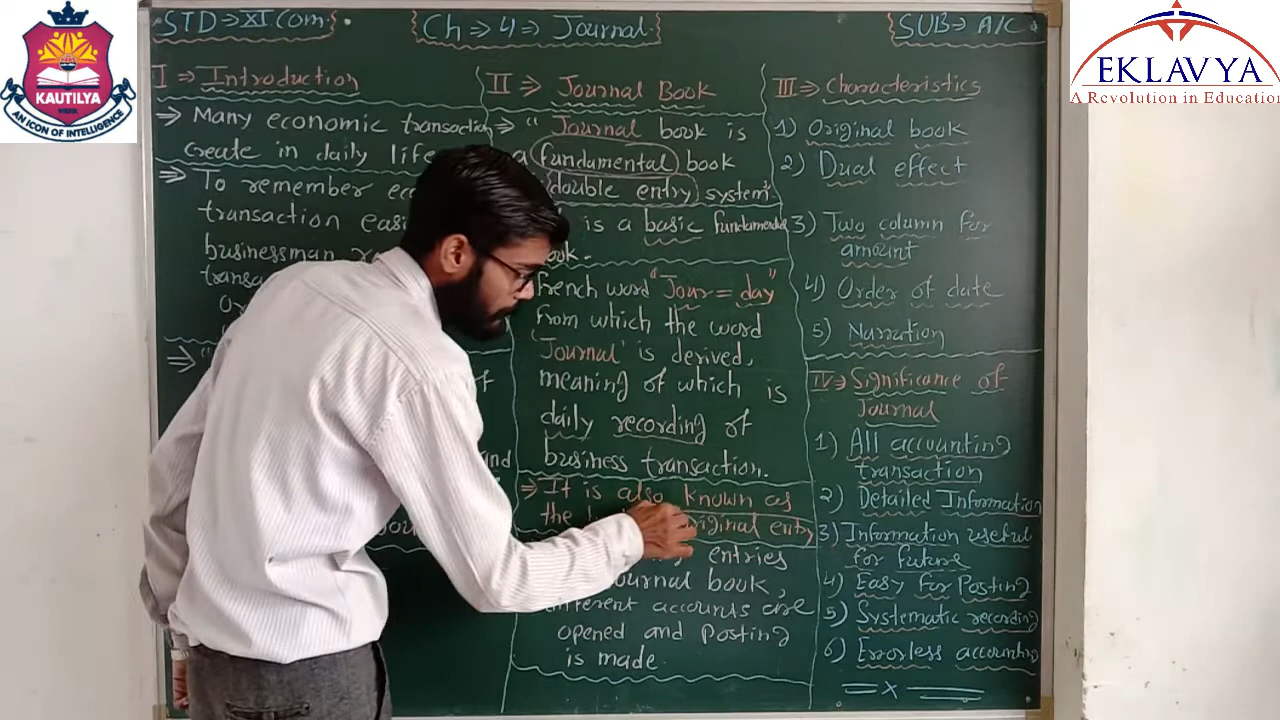 STD ⇒ XI Com.
Ch ⇒ 4 ⇒ Journal
SUB ⇒ A/C
KAUTILYA
AN ICON OF INTELLIGENCE
EKLAVYA
A Revolution in Education
I ⇒ Introduction
⇒ Many economic transaction
create in daily life
⇒ To remember
transaction
businessman
⇒ "
of
and
II ⇒ Journal Book
⇒ " Journal book is
a fundamental book
double entry system"
is a basic fundamental
book.
french word "Jour = day"
from which the word
'Journal' is derived,
meaning of which is
daily recording of
business transaction.
⇒ It is also known as
the original entry
entries
Journal book,
different accounts are
opened and posting
is made.
III ⇒ Characteristics
1) Original book
2) Dual effect
3) Two column for
amount
4) Order of date
5) Narration
IV ⇒ Significance of
Journal
1) All accounting
transaction
2) Detailed Information
3) Information useful
for future
4) Easy for Posting
5) Systematic recording
6) Errorless accounting
x